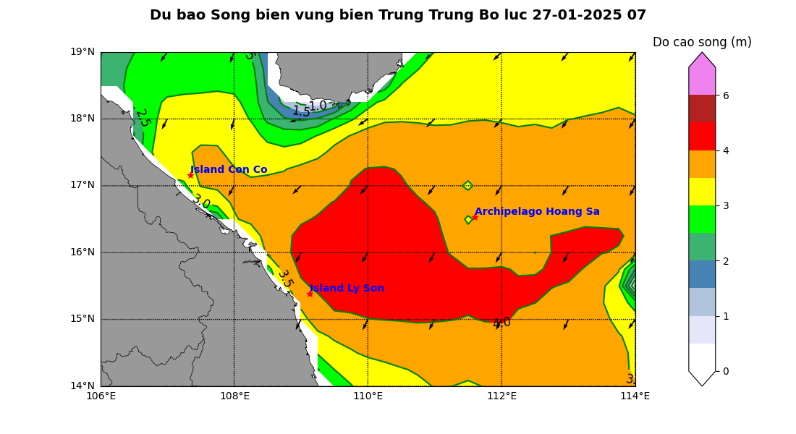 Du bao Song bien vung bien Trung Trung Bo luc 27-01-2025 07
Do cao song (m)
19°N
18°N
17°N
16°N
15°N
14°N
106°E
108°E
110°E
112°E
114°E
2.5
1.5
1.0
3.0
3.5
4.0
3.
Island Con Co
Archipelago Hoang Sa
Island Ly Son
6
4
3
2
1
0